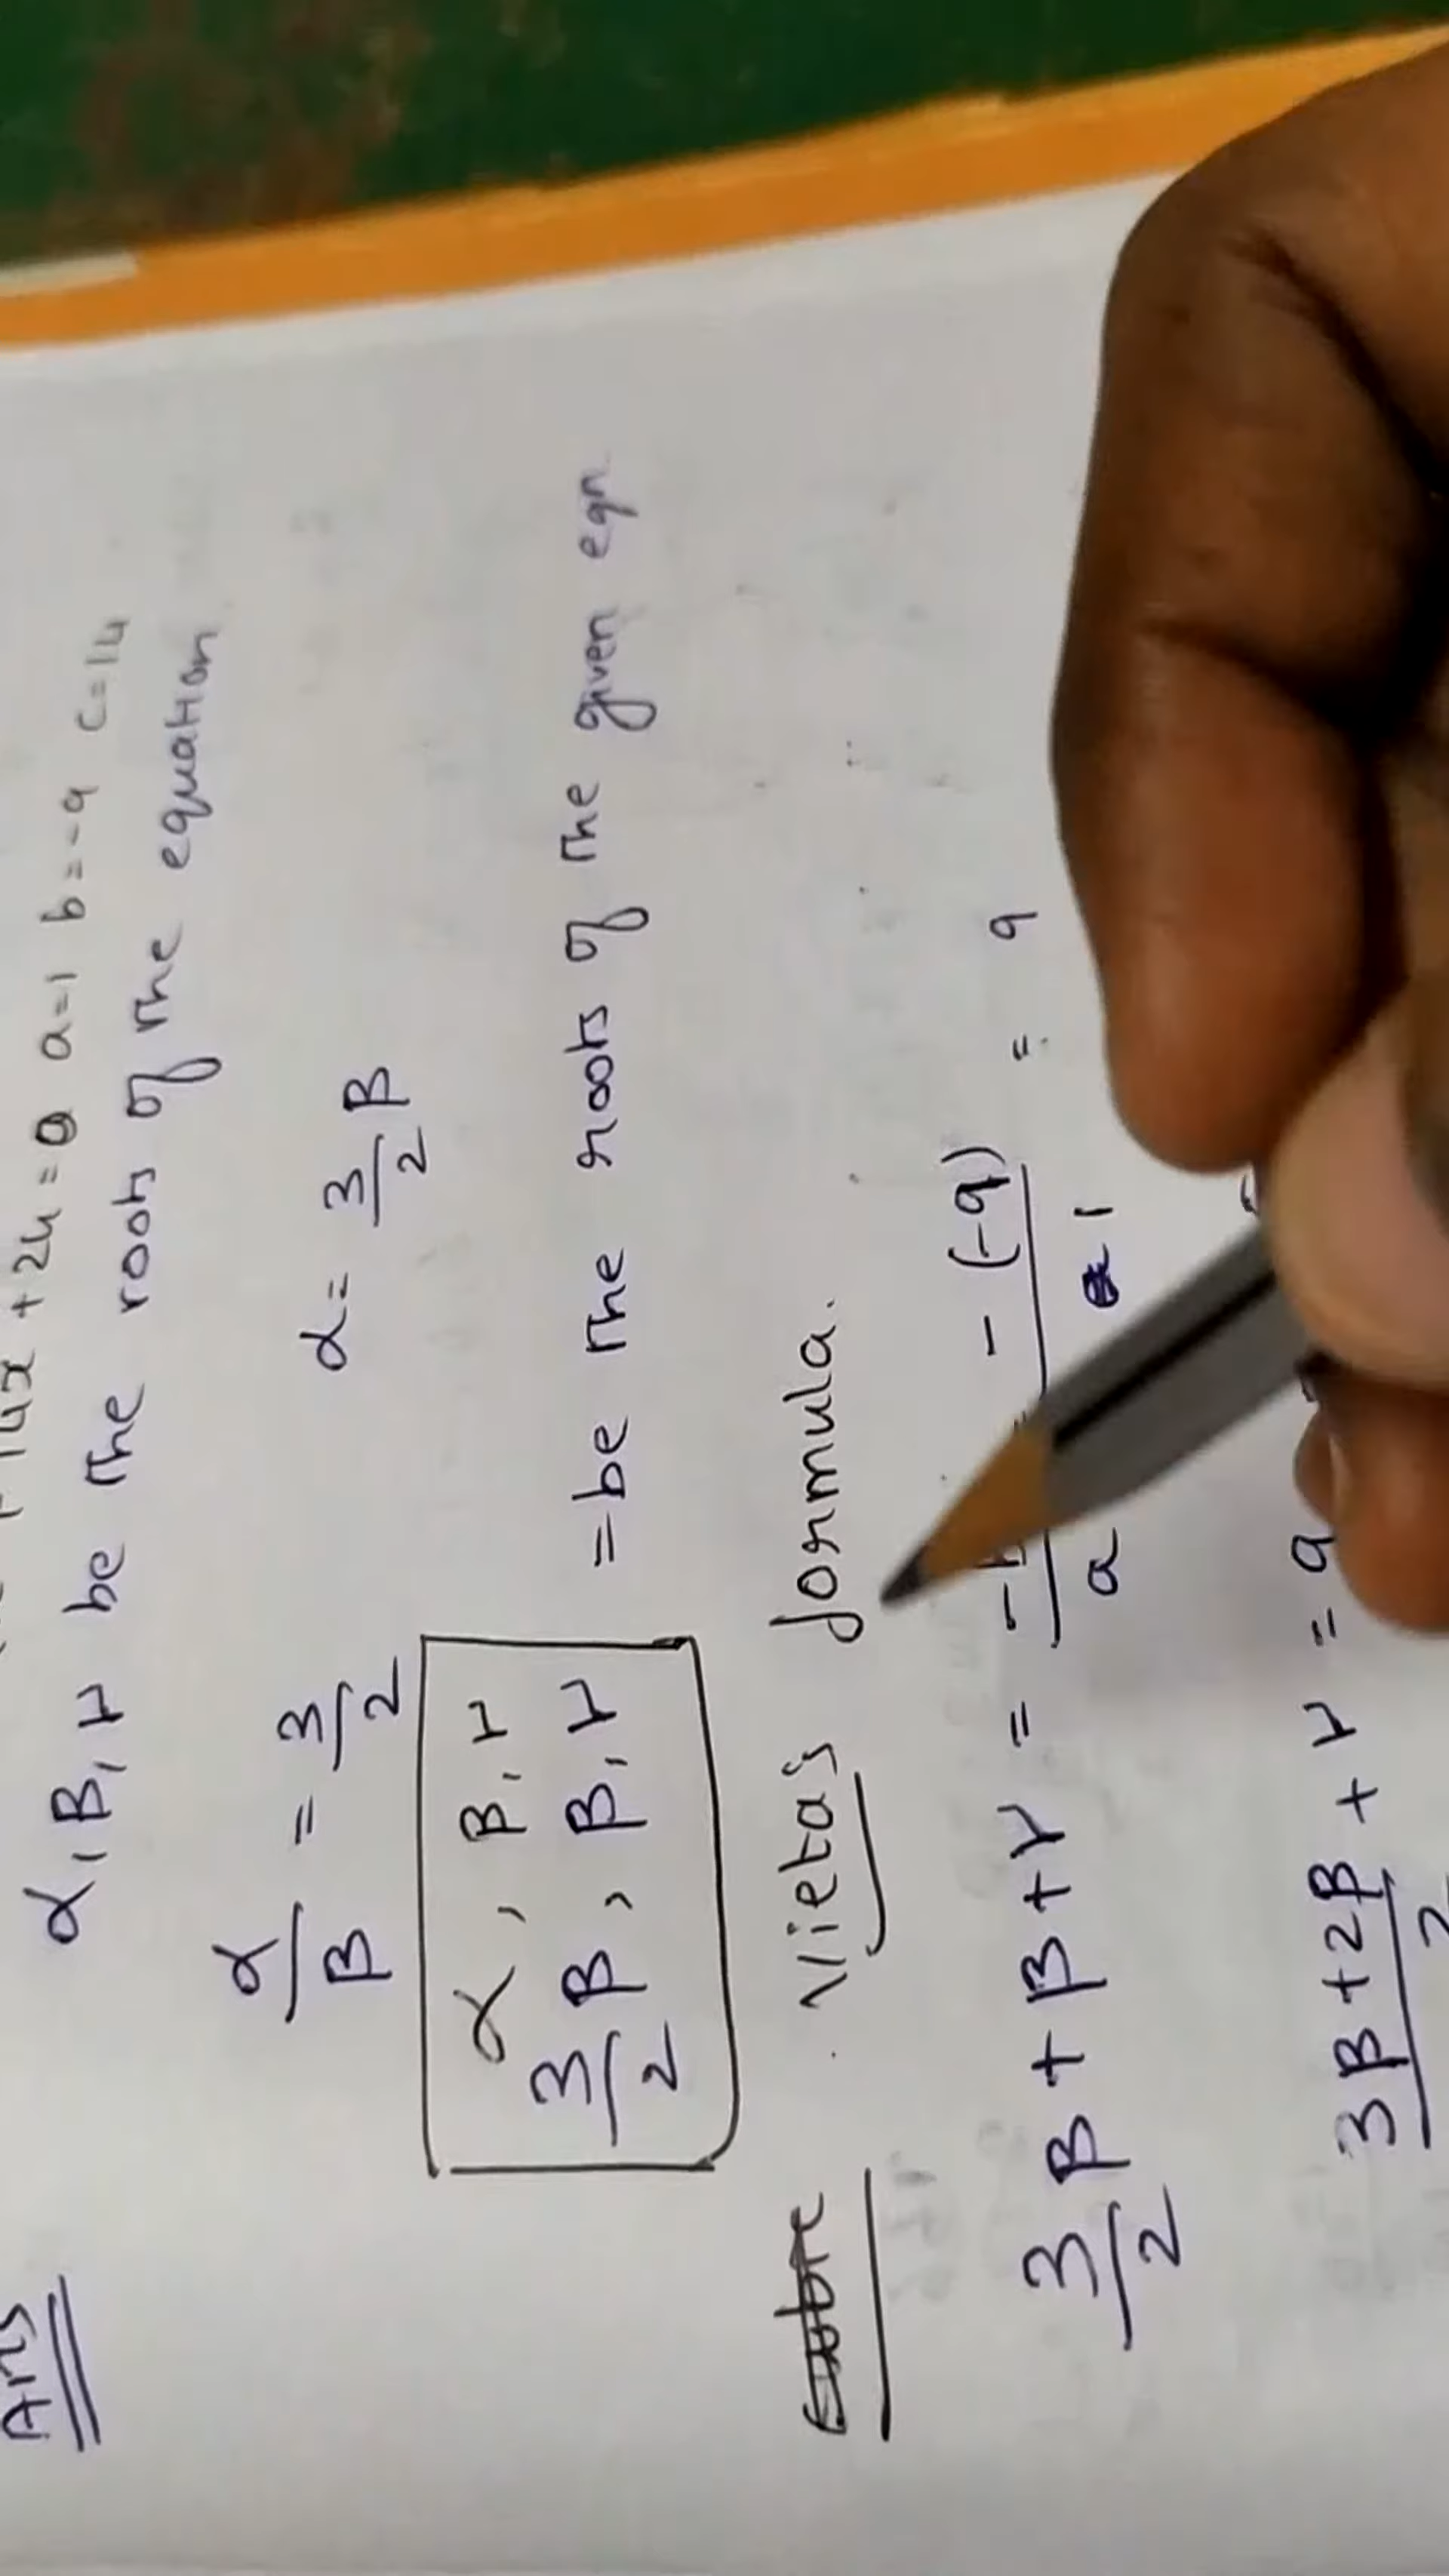 14x + 24 = 0 a=1 b=-9 c=14
Ans α, β, γ be the roots of the equation
α/β = 3/2 α = 3/2 β
α, β, γ
3/2 β, β, γ = be the roots of the given eqn
Vietas formula.
3/2 β + β + γ = -b/a = -(-9)/1 = 9
3β+2β/2 + γ = 9